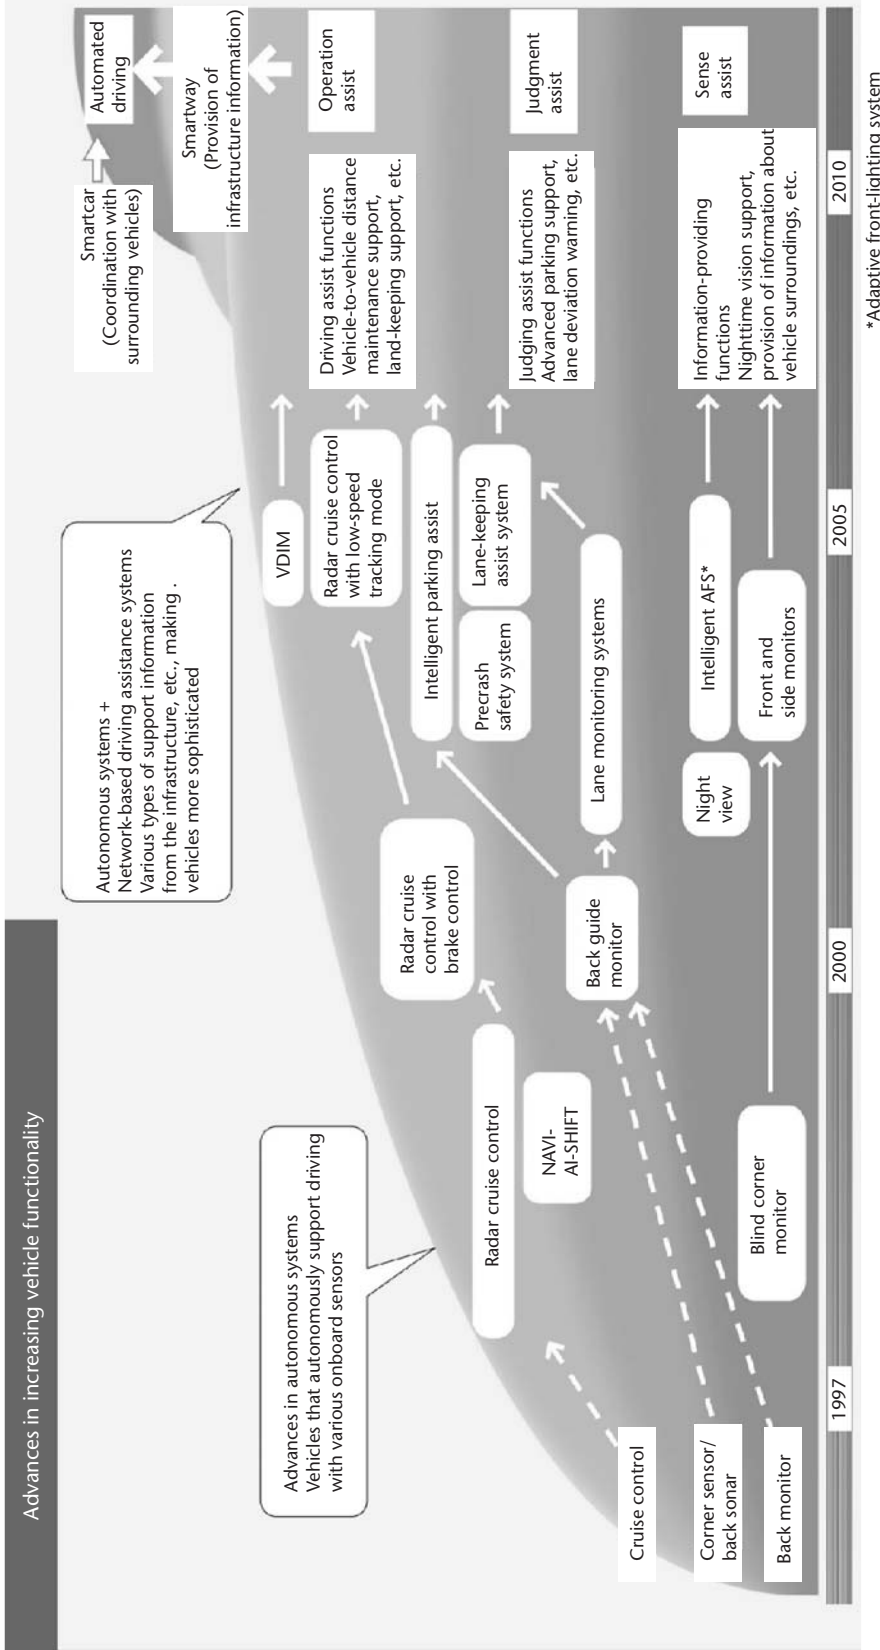 Advances in increasing vehicle functionality
Advances in autonomous systems
Vehicles that autonomously support driving
with various onboard sensors
Autonomous systems +
Network-based driving assistance systems
Various types of support information
from the infrastructure, etc., making .
vehicles more sophisticated
Smartcar
(Coordination with
surrounding vehicles)
Automated
driving
Smartway
(Provision of
infrastructure information)
VDIM
Radar cruise control
with low-speed
tracking mode
Driving assist functions
Vehicle-to-vehicle distance
maintenance support,
land-keeping support, etc.
Operation
assist
Radar cruise
control with
brake control
Intelligent parking assist
Radar cruise control
Precrash
safety system
Lane-keeping
assist system
Judging assist functions
Advanced parking support,
lane deviation warning, etc.
Judgment
assist
NAVI-
AI-SHIFT
Back guide
monitor
Lane monitoring systems
Cruise control
Corner sensor/
back sonar
Night
view
Intelligent AFS*
Information-providing
functions
Nighttime vision support,
provision of information about
vehicle surroundings, etc.
Sense
assist
Back monitor
Blind corner
monitor
Front and
side monitors
1997
2000
2005
2010
*Adaptive front-lighting system